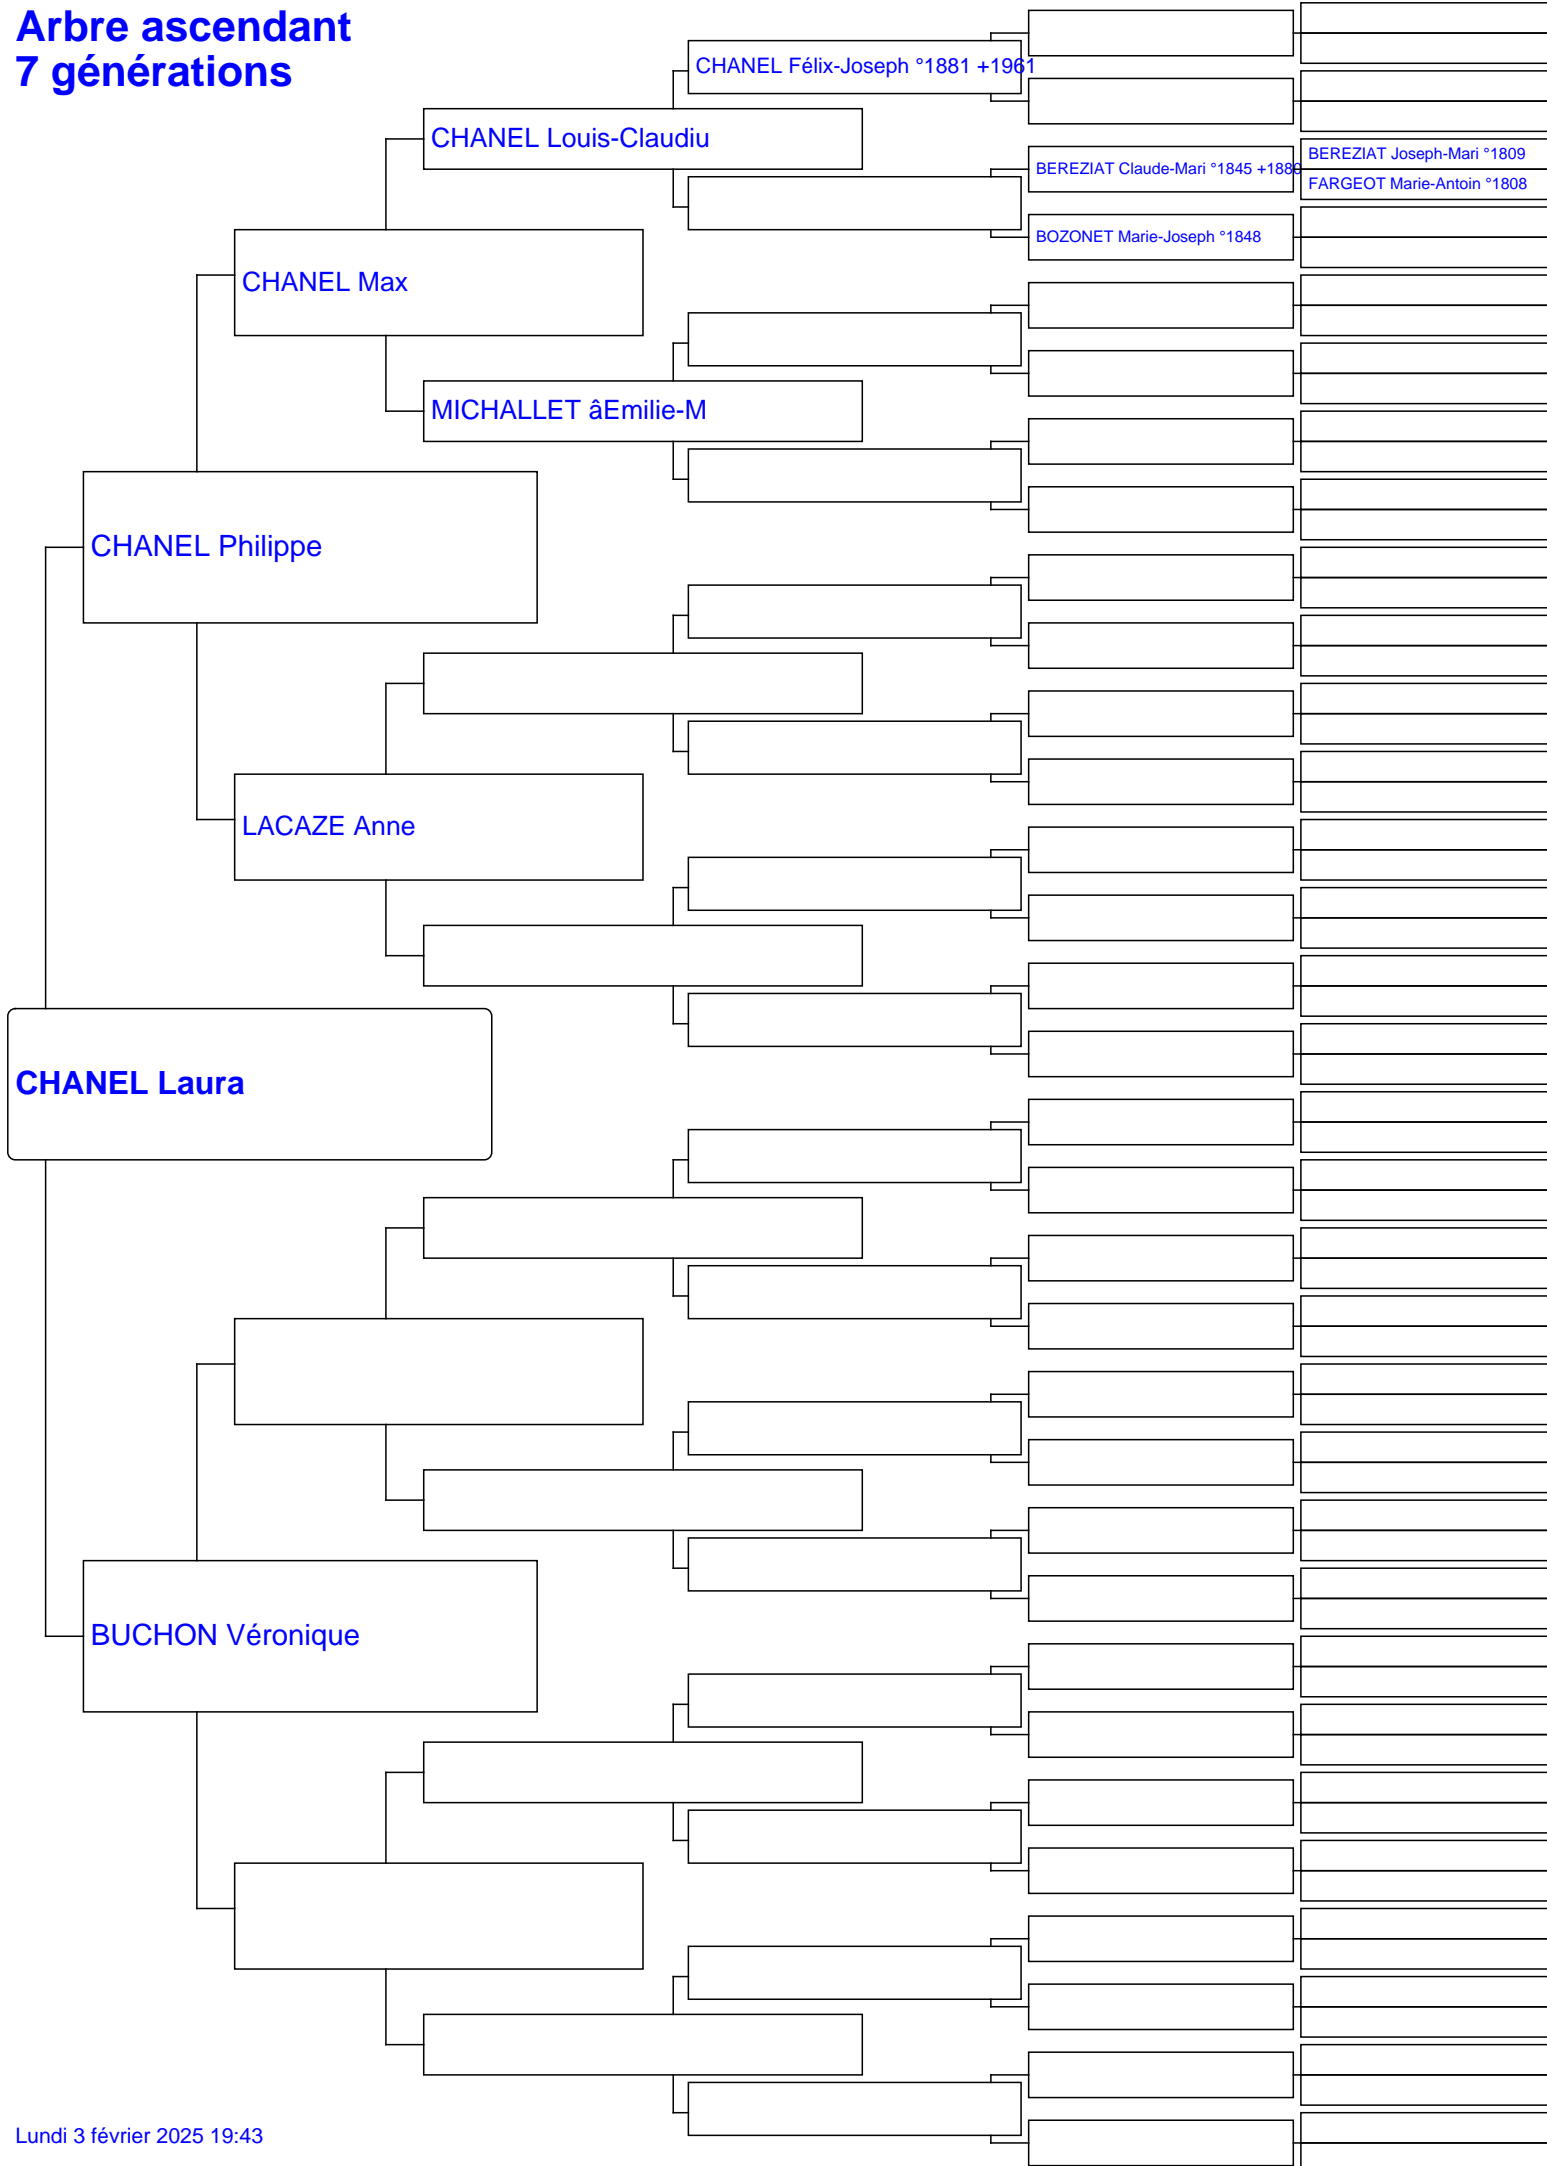 Arbre ascendant
7 générations
CHANEL Félix-Joseph °1881 +1961
CHANEL Louis-Claudiu
BEREZIAT Joseph-Mari °1809
BEREZIAT Claude-Mari °1845 +1880
FARGEOT Marie-Antoin °1808
BOZONET Marie-Joseph °1848
CHANEL Max
MICHALLET âEmilie-M
CHANEL Philippe
LACAZE Anne
CHANEL Laura
BUCHON Véronique
Lundi 3 février 2025 19:43